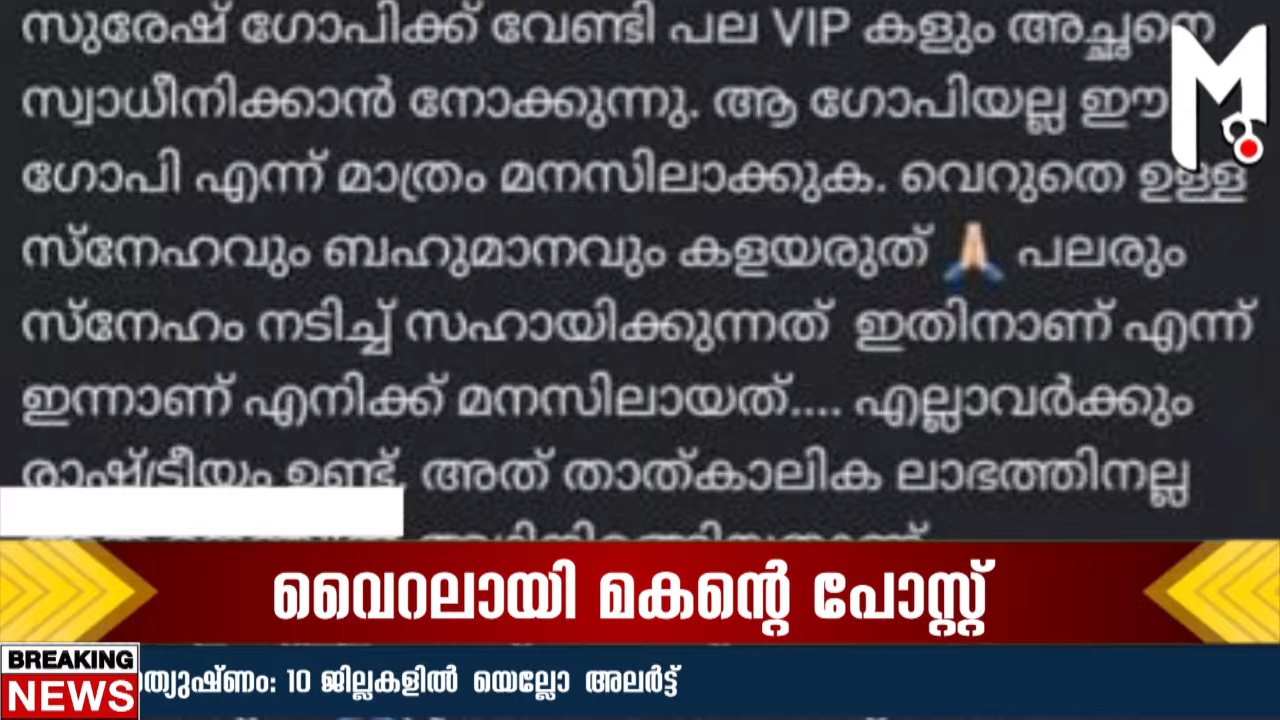 സുരേഷ് ഗോപിക്ക് വേണ്ടി പല VIP കളും അച്ഛനെ
സ്വാധീനിക്കാൻ നോക്കുന്നു. ആ ഗോപിയല്ല ഈ
ഗോപി എന്ന് മാത്രം മനസിലാക്കുക. വെറുതെ ഉള്ള
സ്നേഹവും ബഹുമാനവും കളയരുത് 🙏🏻 പലരും
സ്നേഹം നടിച്ച് സഹായിക്കുന്നത് ഇതിനാണ് എന്ന്
ഇന്നാണ് എനിക്ക് മനസിലായത്.... എല്ലാവർക്കും
രാഷ്ട്രീയം ഉണ്ട്. അത് താത്കാലിക ലാഭത്തിനല്ല
വൈറലായി മകന്റെ പോസ്റ്റ്
BREAKING
NEWS
ത്യുഷ്ണം: 10 ജില്ലകളിൽ യെല്ലോ അലർട്ട്